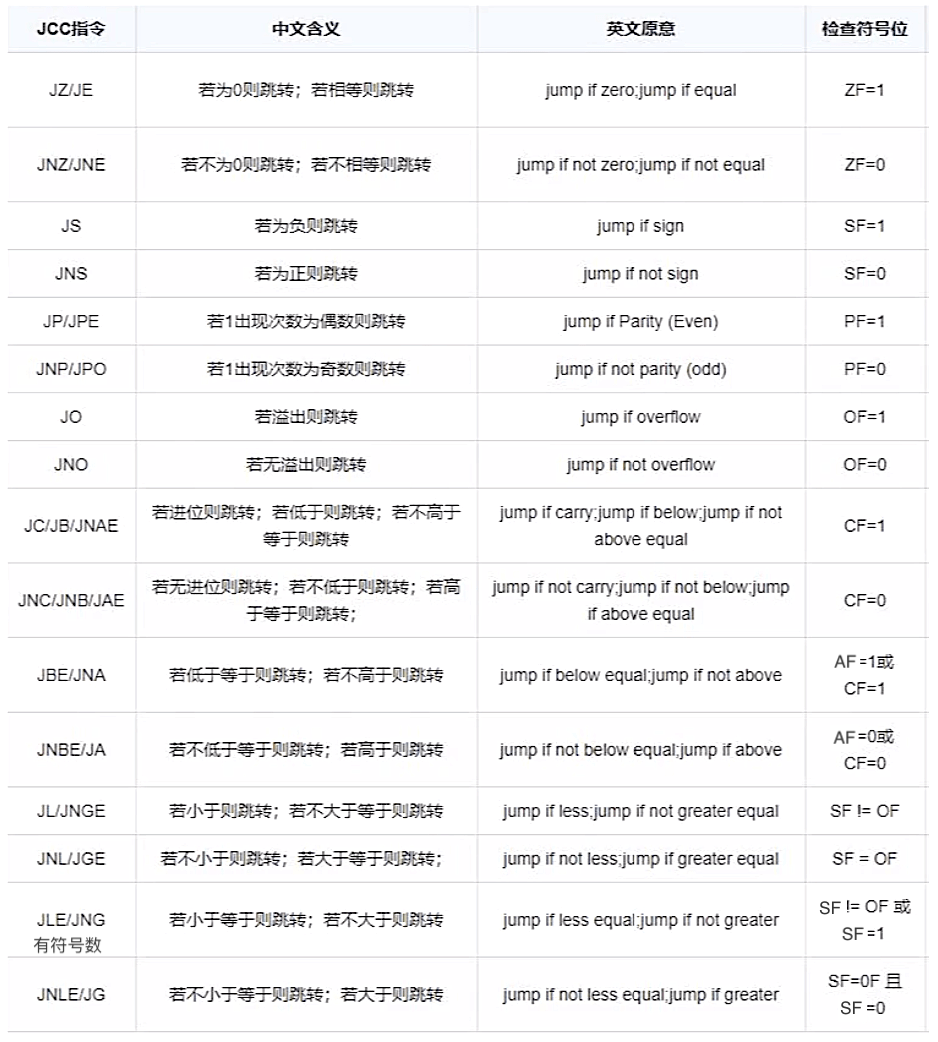 JCC指令 中文含义 英文原意 检查符号位
JZ/JE 若为0则跳转；若相等则跳转 jump if zero;jump if equal ZF=1
JNZ/JNE 若不为0则跳转；若不相等则跳转 jump if not zero;jump if not equal ZF=0
JS 若为负则跳转 jump if sign SF=1
JNS 若为正则跳转 jump if not sign SF=0
JP/JPE 若1出现次数为偶数则跳转 jump if Parity (Even) PF=1
JNP/JPO 若1出现次数为奇数则跳转 jump if not parity (odd) PF=0
JO 若溢出则跳转 jump if overflow OF=1
JNO 若无溢出则跳转 jump if not overflow OF=0
JC/JB/JNAE 若进位则跳转；若低于则跳转；若不高于
等于则跳转 jump if carry;jump if below;jump if not
above equal CF=1
JNC/JNB/JAE 若无进位则跳转；若不低于则跳转；若高
于等于则跳转； jump if not carry;jump if not below;jump
if above equal CF=0
JBE/JNA 若低于等于则跳转；若不高于则跳转 jump if below equal;jump if not above AF =1或
CF=1
JNBE/JA 若不低于等于则跳转；若高于则跳转 jump if not below equal;jump if above AF =0或
CF=0
JL/JNGE 若小于则跳转；若不大于等于则跳转 jump if less;jump if not greater equal SF != OF
JNL/JGE 若不小于则跳转；若大于等于则跳转； jump if not less;jump if greater equal SF = OF
JLE/JNG
有符号数 若小于等于则跳转；若不大于则跳转 jump if less equal;jump if not greater SF != OF 或
SF =1
JNLE/JG 若不小于等于则跳转；若大于则跳转 jump if not less equal;jump if greater SF=0F 且
SF =0